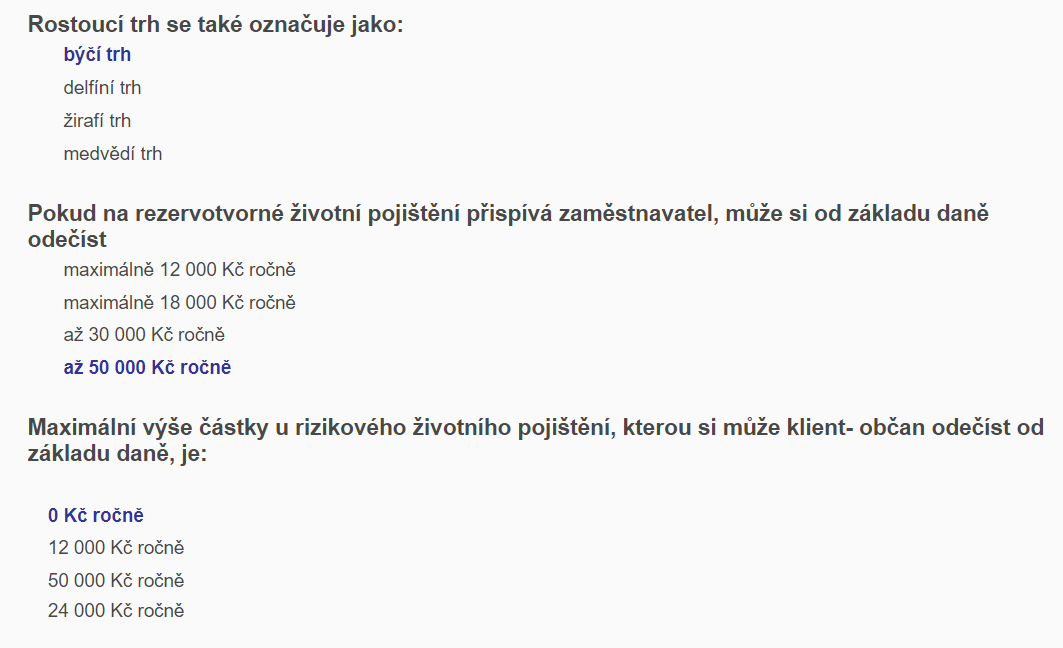 Rostoucí trh se také označuje jako:
býčí trh
delfíní trh
žirafí trh
medvědí trh
Pokud na rezervotvorné životní pojištění přispívá zaměstnavatel, může si od základu daně
odečíst
maximálně 12 000 Kč ročně
maximálně 18 000 Kč ročně
až 30 000 Kč ročně
až 50 000 Kč ročně
Maximální výše částky u rizikového životního pojištění, kterou si může klient- občan odečíst od
základu daně, je:
0 Kč ročně
12 000 Kč ročně
50 000 Kč ročně
24 000 Kč ročně